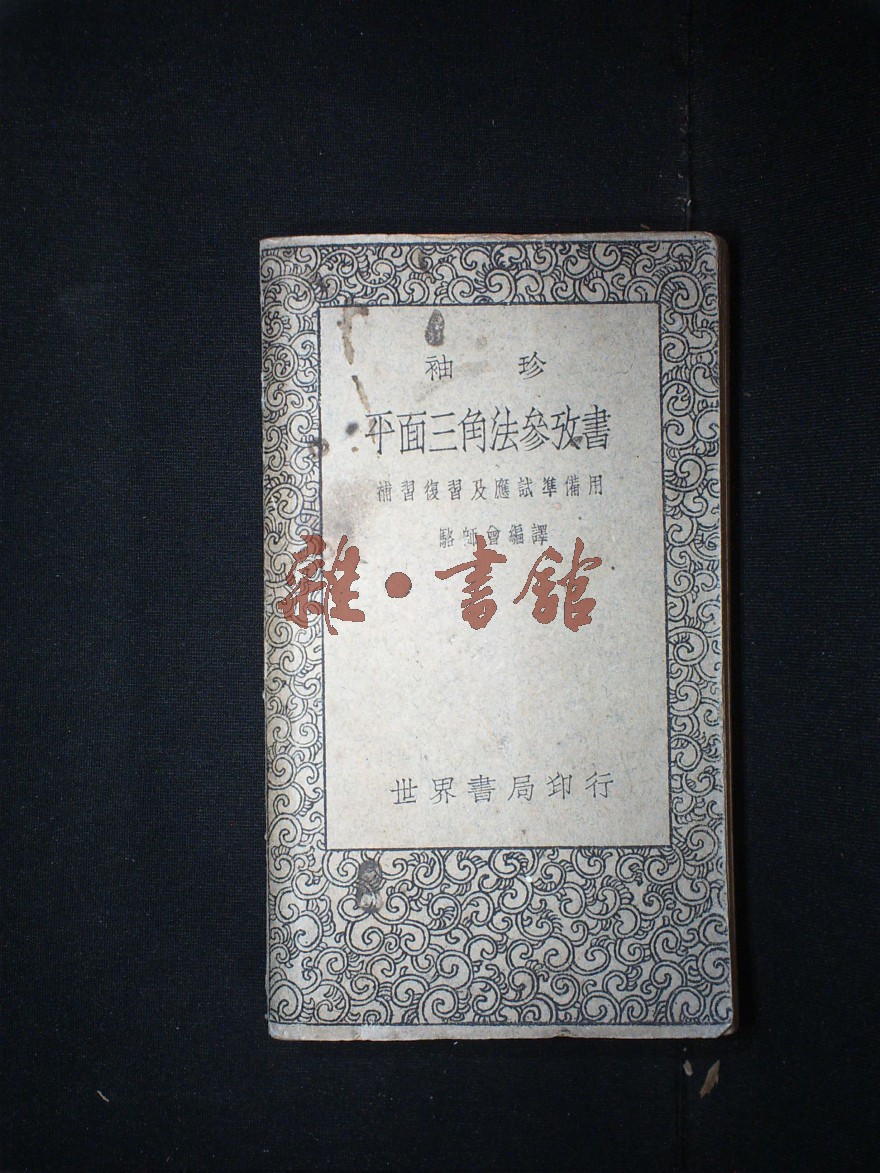 袖珍
平面三角法參攷書
補習復習及應試準備用
駱師曾編譯
雜·書館
世界書局印行